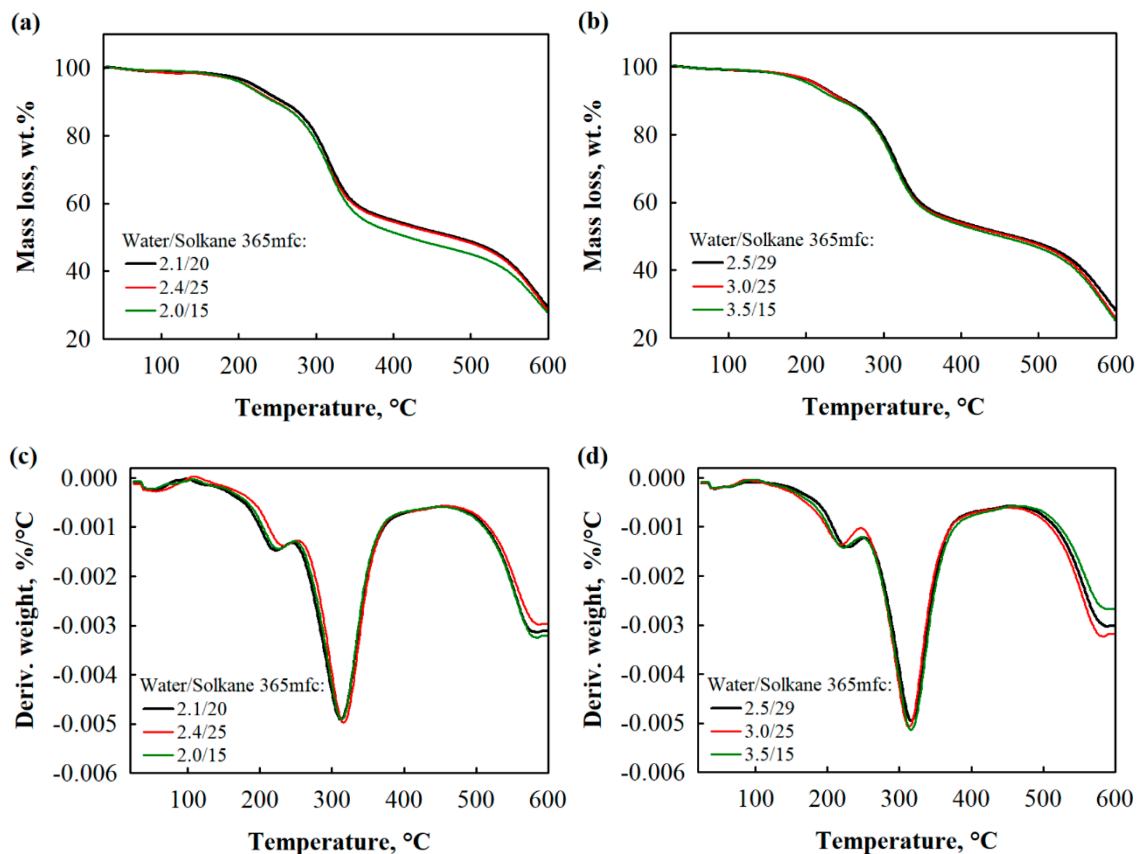 (a)
Mass loss, wt.%
100
80
60
40
20
Water/Solkane 365mfc:
2.1/20
2.4/25
2.0/15
100 200 300 400 500 600
Temperature, °C
(b)
Mass loss, wt.%
100
80
60
40
20
Water/Solkane 365mfc:
2.5/29
3.0/25
3.5/15
100 200 300 400 500 600
Temperature, °C
(c)
Deriv. weight, %/°C
0.000
-0.001
-0.002
-0.003
-0.004
-0.005
-0.006
Water/Solkane 365mfc:
2.1/20
2.4/25
2.0/15
100 200 300 400 500 600
Temperature, °C
(d)
Deriv. weight, %/°C
0.000
-0.001
-0.002
-0.003
-0.004
-0.005
-0.006
Water/Solkane 365mfc:
2.5/29
3.0/25
3.5/15
100 200 300 400 500 600
Temperature, °C